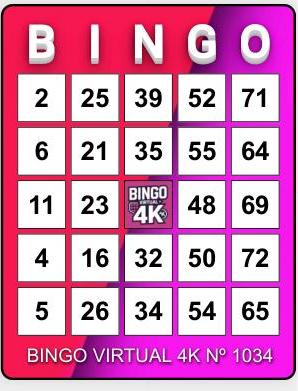 B I N G O
2 25 39 52 71
6 21 35 55 64
11 23 BINGO VIRTUAL 4K 48 69
4 16 32 50 72
5 26 34 54 65
BINGO VIRTUAL 4K Nº 1034